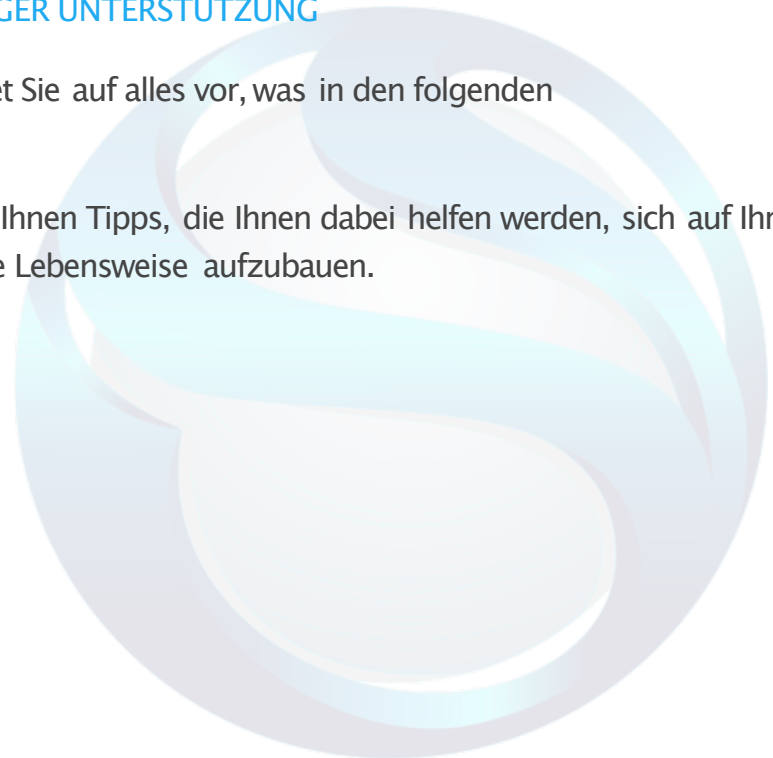 GER UNTERSTÜTZUNG
et Sie auf alles vor, was in den folgenden
Ihnen Tipps, die Ihnen dabei helfen werden, sich auf Ihr
e Lebensweise aufzubauen.